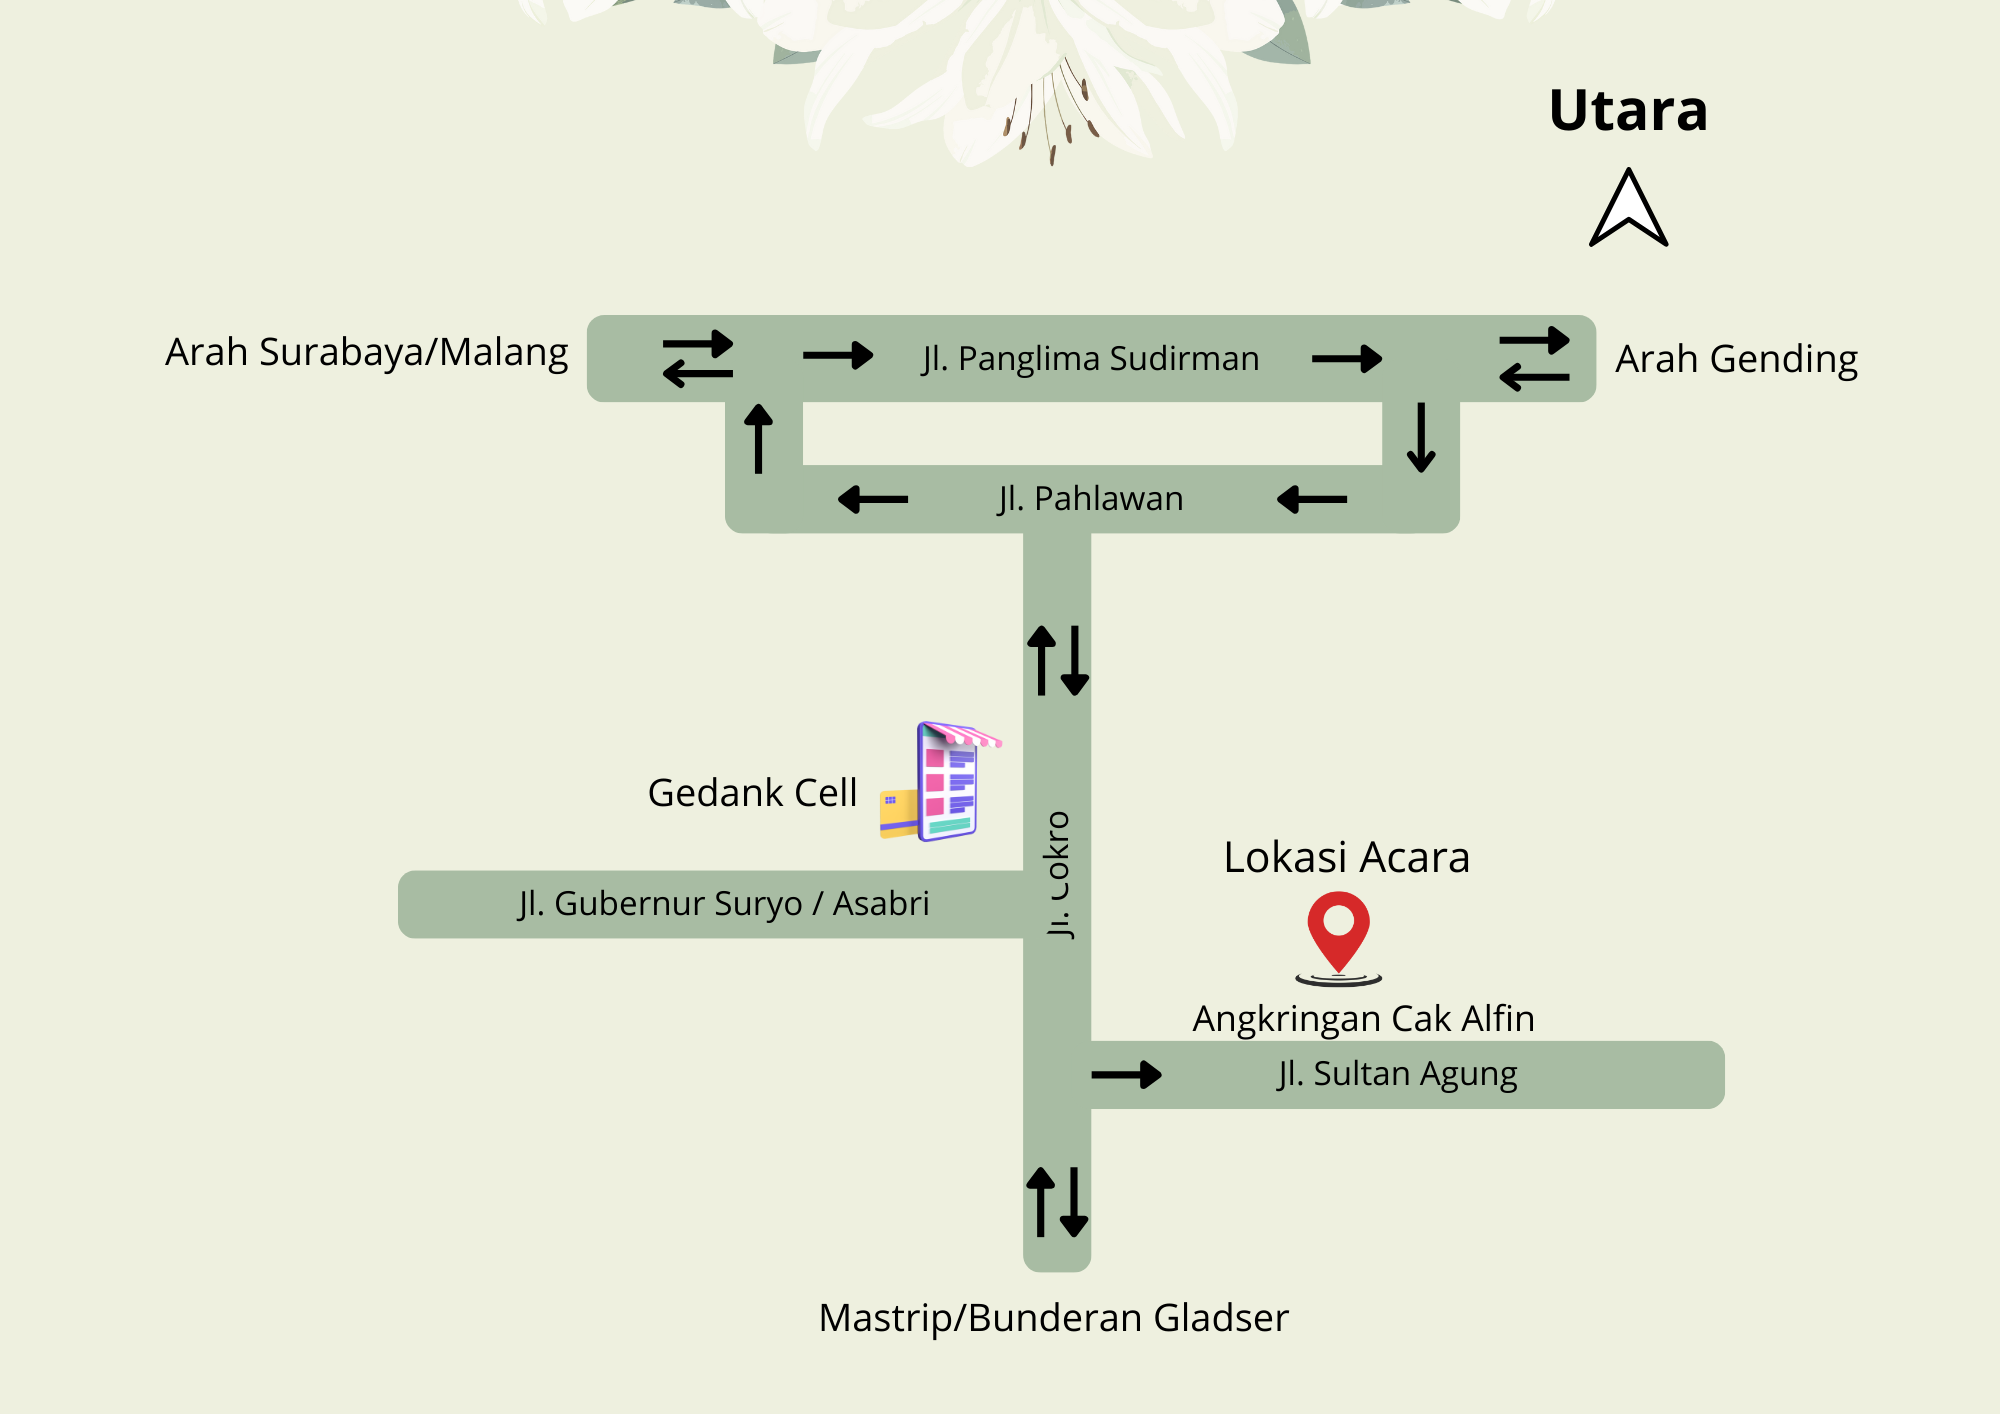 Utara
Arah Surabaya/Malang
Jl. Panglima Sudirman
Arah Gending
Jl. Pahlawan
Gedank Cell
Jl. Cokro
Lokasi Acara
Jl. Gubernur Suryo / Asabri
Angkringan Cak Alfin
Jl. Sultan Agung
Mastrip/Bunderan Gladser